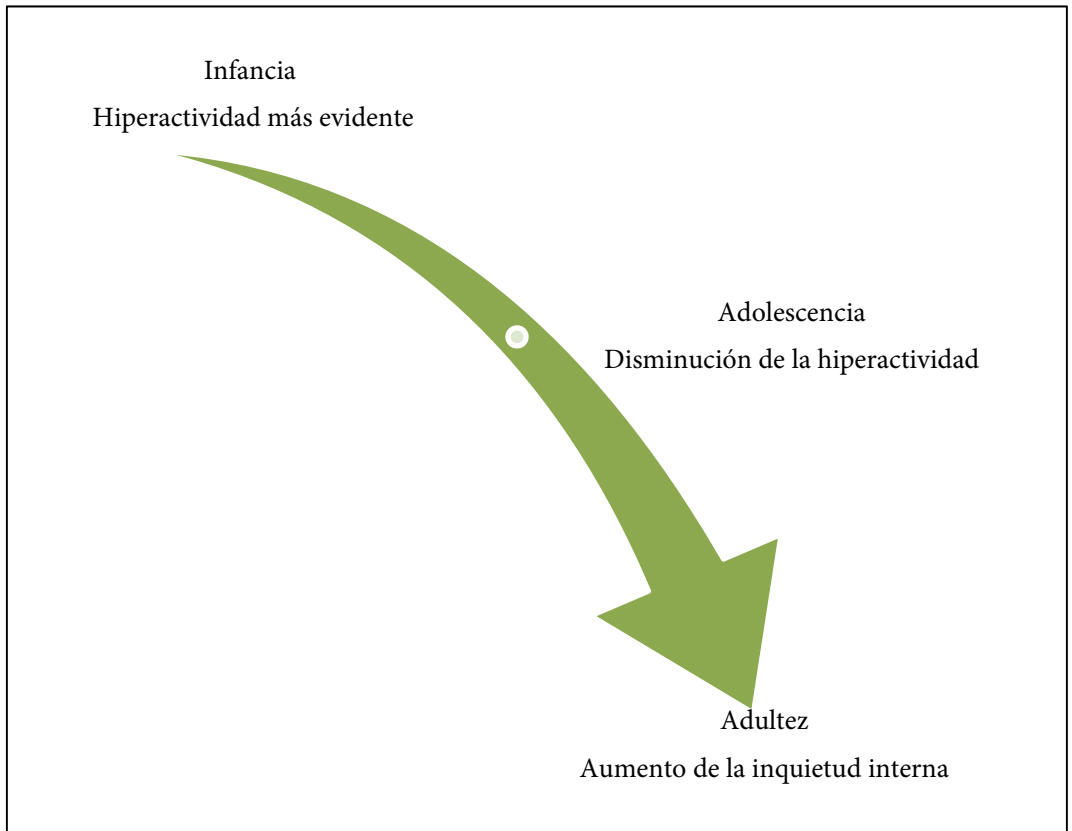 Infancia
Hiperactividad más evidente
Adolescencia
Disminución de la hiperactividad
Adultez
Aumento de la inquietud interna